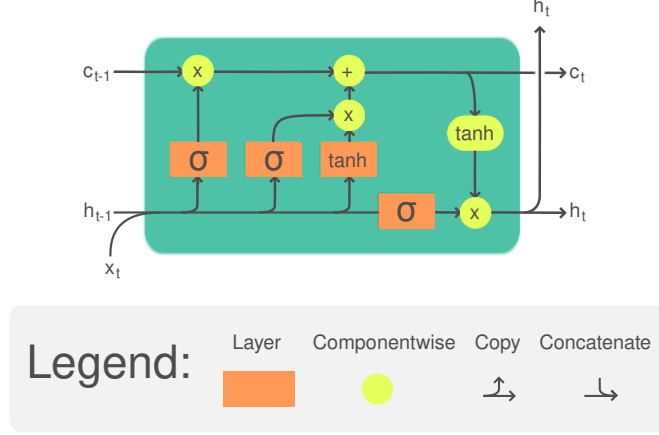 h_t
c_{t-1} x + c_t
x
tanh
σ σ tanh
h_{t-1} σ x h_t
x_t
Legend:
Layer Componentwise Copy Concatenate